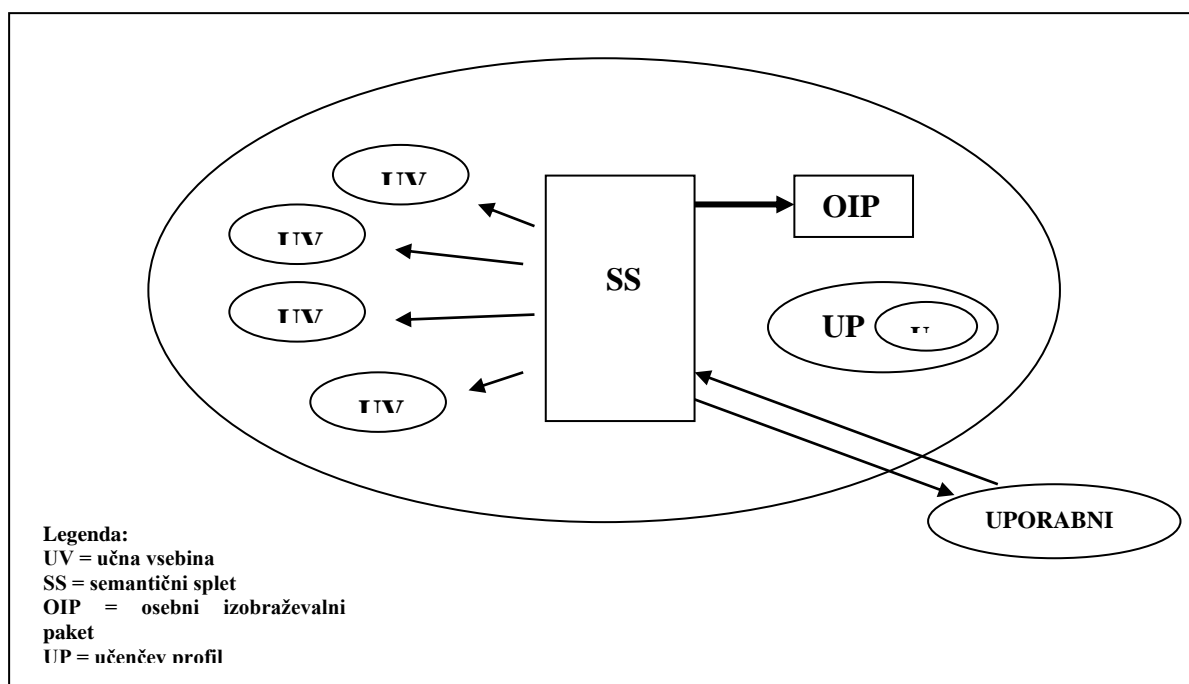 UV
UV
OIP
SS
UV
UP
UV
UPORABNI
Legenda:
UV = učna vsebina
SS = semantični splet
OIP = osebni izobraževalni
paket
UP = učenčev profil